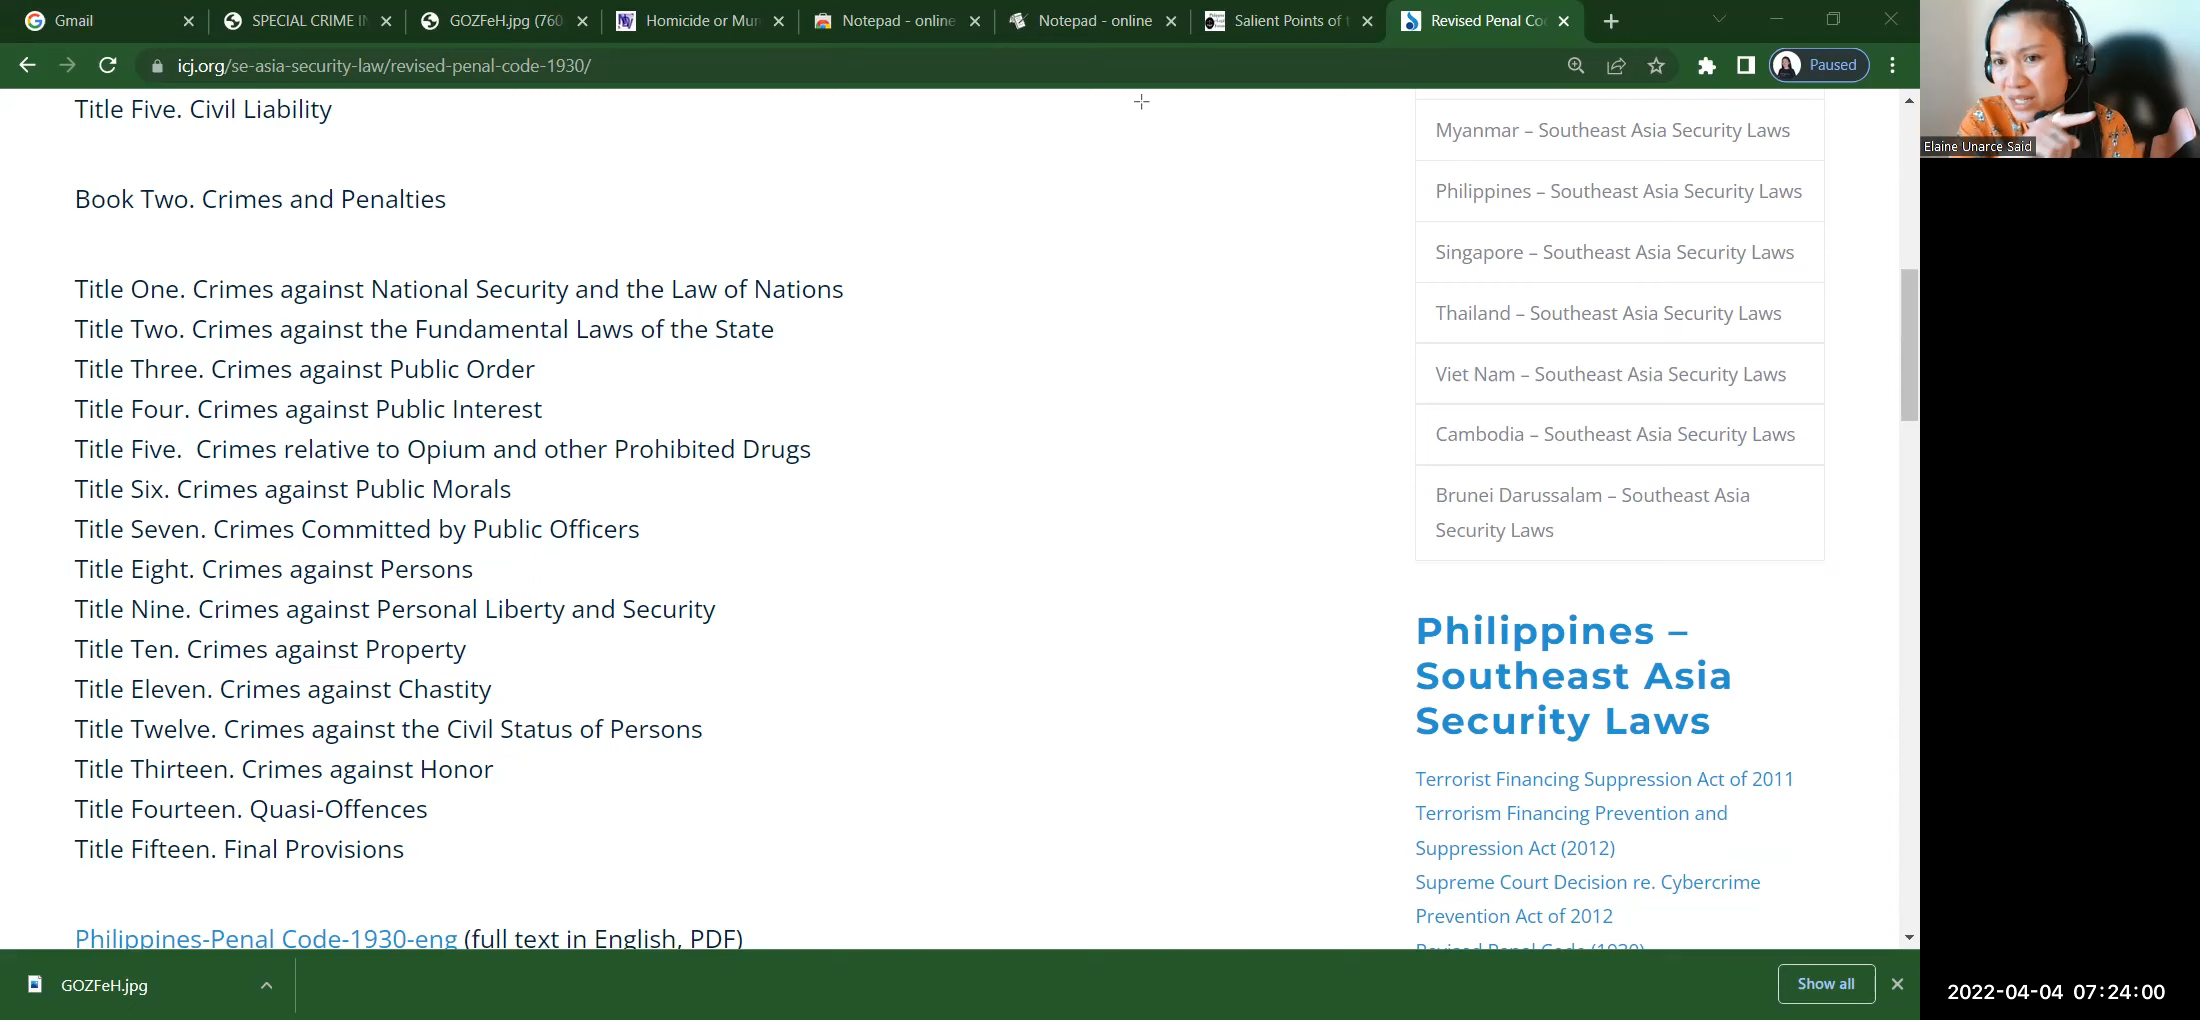 Gmail
SPECIAL CRIME IN
GOZFeH.jpg (760
Homicide or Mur
Notepad - online
Notepad - online
Salient Points of t
Revised Penal Co
icj.org/se-asia-security-law/revised-penal-code-1930/
Paused
Title Five. Civil Liability
Book Two. Crimes and Penalties
Title One. Crimes against National Security and the Law of Nations
Title Two. Crimes against the Fundamental Laws of the State
Title Three. Crimes against Public Order
Title Four. Crimes against Public Interest
Title Five.  Crimes relative to Opium and other Prohibited Drugs
Title Six. Crimes against Public Morals
Title Seven. Crimes Committed by Public Officers
Title Eight. Crimes against Persons
Title Nine. Crimes against Personal Liberty and Security
Title Ten. Crimes against Property
Title Eleven. Crimes against Chastity
Title Twelve. Crimes against the Civil Status of Persons
Title Thirteen. Crimes against Honor
Title Fourteen. Quasi-Offences
Title Fifteen. Final Provisions
Philippines-Penal Code-1930-eng (full text in English, PDF)
Myanmar – Southeast Asia Security Laws
Philippines – Southeast Asia Security Laws
Singapore – Southeast Asia Security Laws
Thailand – Southeast Asia Security Laws
Viet Nam – Southeast Asia Security Laws
Cambodia – Southeast Asia Security Laws
Brunei Darussalam – Southeast Asia
Security Laws
Philippines –
Southeast Asia
Security Laws
Terrorist Financing Suppression Act of 2011
Terrorism Financing Prevention and
Suppression Act (2012)
Supreme Court Decision re. Cybercrime
Prevention Act of 2012
Revised Penal Code (1930)
Elaine Unarce Said
GOZFeH.jpg
Show all
2022-04-04 07:24:00